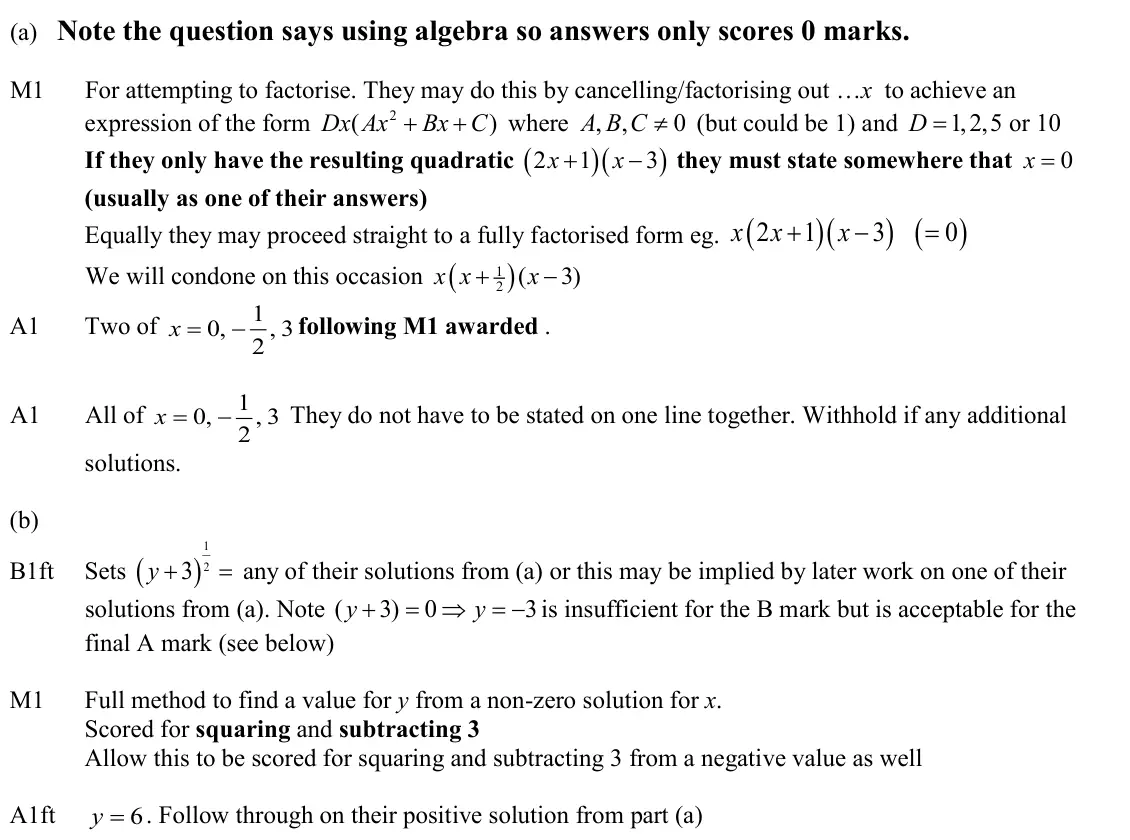 (a) Note the question says using algebra so answers only scores 0 marks.
M1 For attempting to factorise. They may do this by cancelling/factorising out …x to achieve an
expression of the form Dx(Ax² + Bx + C) where A, B, C ≠ 0 (but could be 1) and D = 1, 2, 5 or 10
If they only have the resulting quadratic (2x+1)(x−3) they must state somewhere that x = 0
(usually as one of their answers)
Equally they may proceed straight to a fully factorised form eg. x(2x+1)(x−3) (=0)
We will condone on this occasion x(x+½)(x−3)
A1 Two of x = 0, −1/2, 3 following M1 awarded .
A1 All of x = 0, −1/2, 3 They do not have to be stated on one line together. Withhold if any additional
solutions.
(b)
B1ft Sets (y+3)^(1/2) = any of their solutions from (a) or this may be implied by later work on one of their
solutions from (a). Note (y+3) = 0 ⇒ y = −3 is insufficient for the B mark but is acceptable for the
final A mark (see below)
M1 Full method to find a value for y from a non-zero solution for x.
Scored for squaring and subtracting 3
Allow this to be scored for squaring and subtracting 3 from a negative value as well
A1ft y = 6. Follow through on their positive solution from part (a)